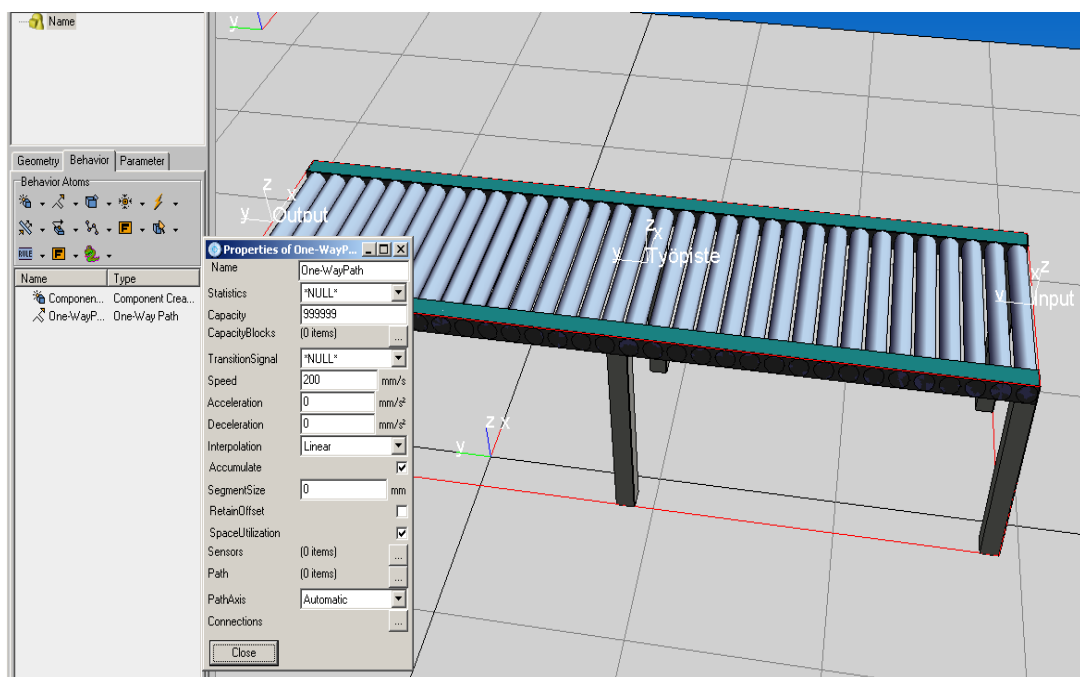 Name
y
Geometry Behavior Parameter
Behavior Atoms
RULE
Name Type
Componen... Component Crea...
One-WayP... One-Way Path
Properties of One-WayP...
Name One-WayPath
Statistics *NULL*
Capacity 999999
CapacityBlocks (0 items) ...
TransitionSignal *NULL*
Speed 200 mm/s
Acceleration 0 mm/s²
Deceleration 0 mm/s²
Interpolation Linear
Accumulate
SegmentSize 0 mm
RetainOffset
SpaceUtilization
Sensors (0 items) ...
Path (0 items) ...
PathAxis Automatic
Connections ...
Close
z x
y Output
z x
y Työpiste
x z
y Input
z x
y